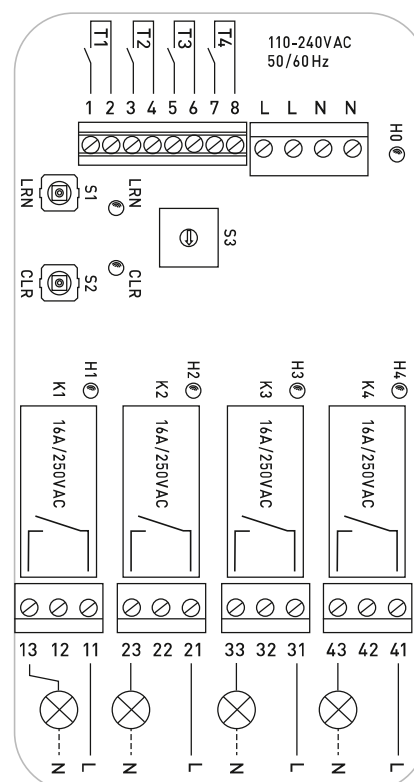 T1 T2 T3 T4
110-240VAC
50/60Hz
1 2 3 4 5 6 7 8 L L N N
H0
LRN S1 LRN
S3
CLR S2 CLR
K1 H1 K2 H2 K3 H3 K4 H4
16A/250VAC 16A/250VAC 16A/250VAC 16A/250VAC
13 12 11 23 22 21 33 32 31 43 42 41
N L N L N L N L